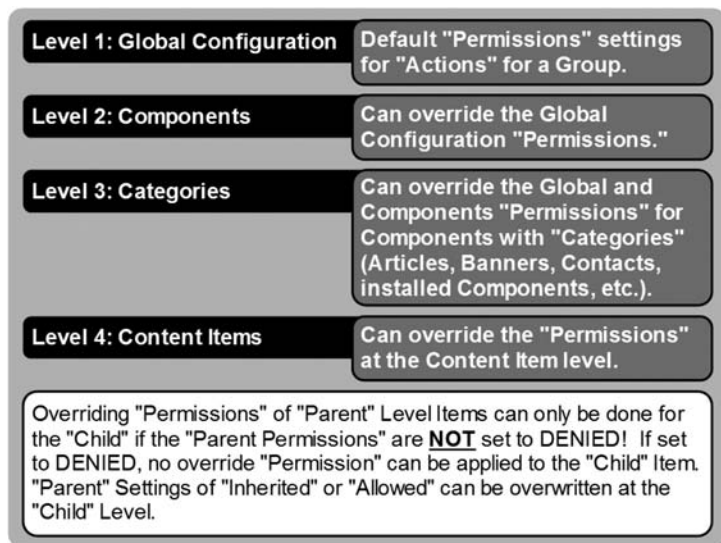 Level 1: Global Configuration
Default "Permissions" settings
for "Actions" for a Group.
Level 2: Components
Can override the Global
Configuration "Permissions."
Level 3: Categories
Can override the Global and
Components "Permissions" for
Components with "Categories"
(Articles, Banners, Contacts,
installed Components, etc.).
Level 4: Content Items
Can override the "Permissions"
at the Content Item level.
Overriding "Permissions" of "Parent" Level Items can only be done for
the "Child" if the "Parent Permissions" are NOT set to DENIED! If set
to DENIED, no override "Permission" can be applied to the "Child" Item.
"Parent" Settings of "Inherited" or "Allowed" can be overwritten at the
"Child" Level.